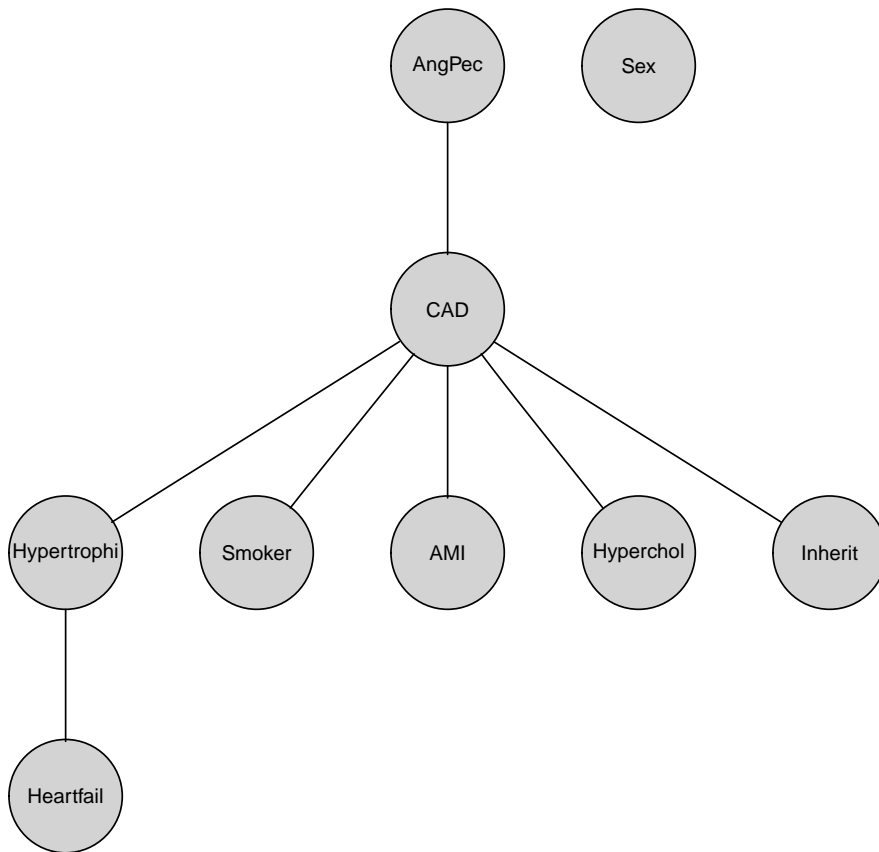 AngPec
Sex
CAD
Hypertrophi
Smoker
AMI
Hyperchol
Inherit
Heartfail